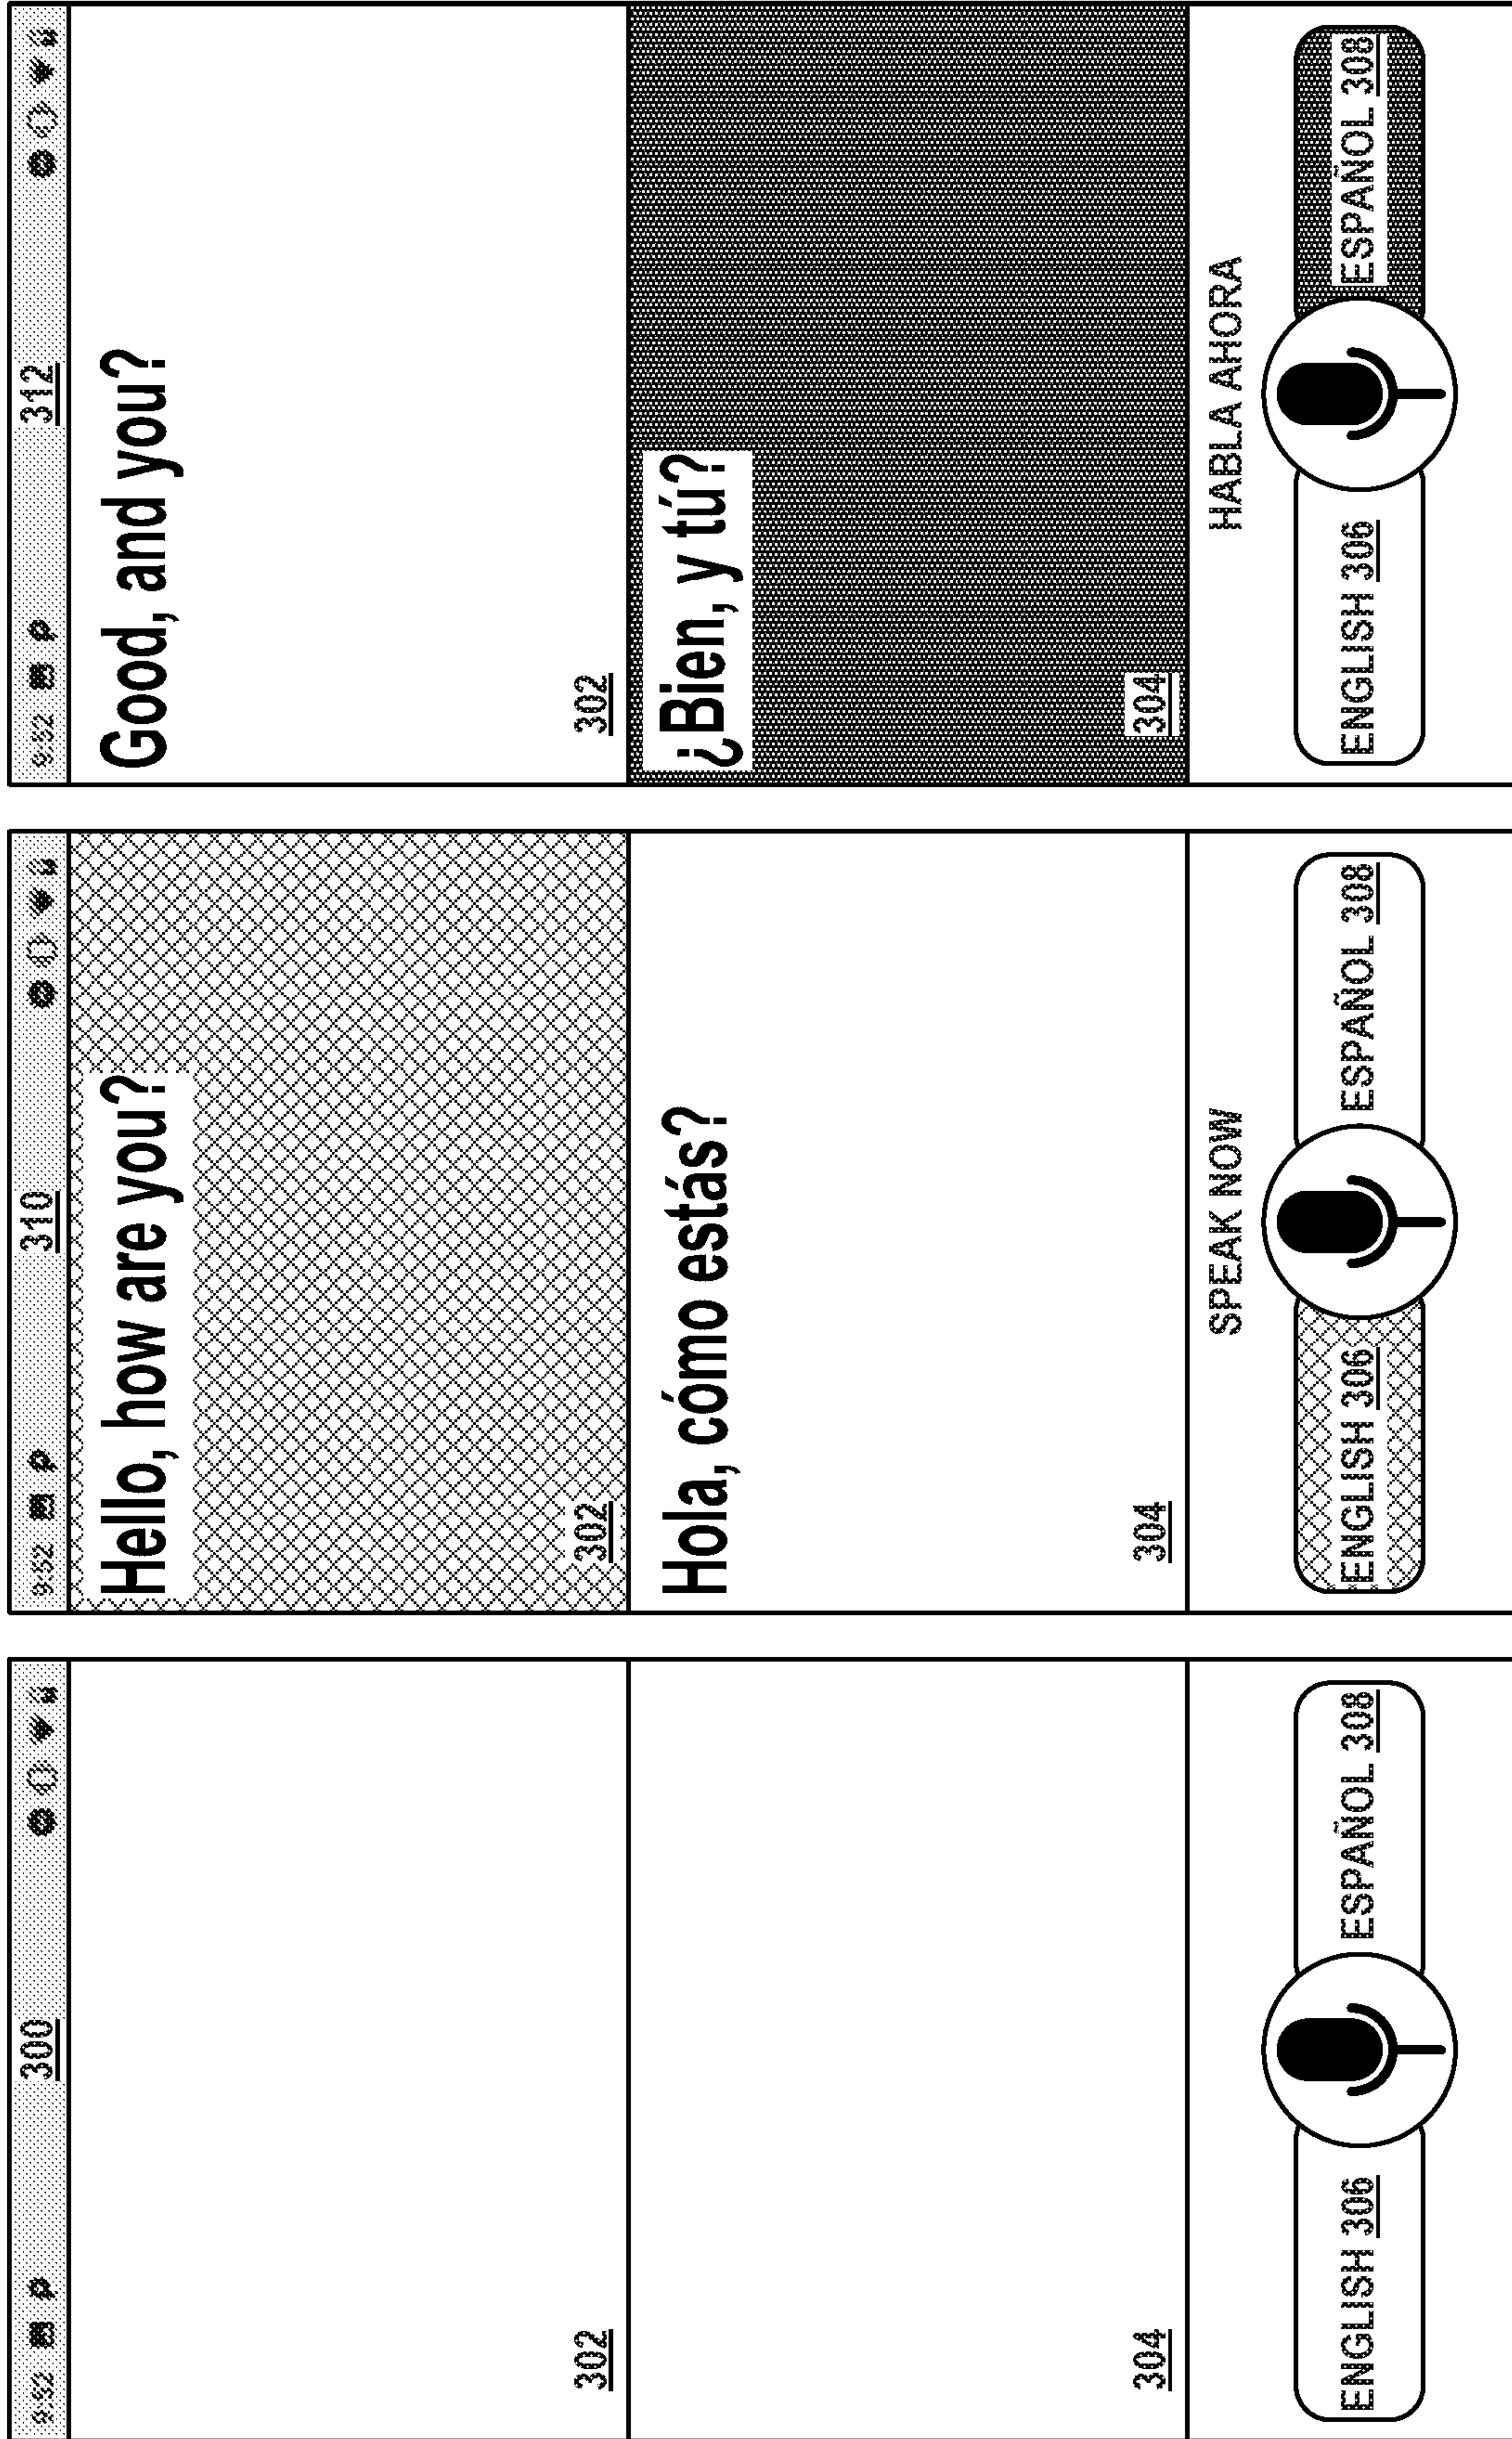 9:52 300
302
304
ENGLISH 306 ESPAÑOL 308
9:52 310
Hello, how are you?
302
Hola, cómo estás?
304
SPEAK NOW
ENGLISH 306 ESPAÑOL 308
9:52 312
Good, and you?
302
¿Bien, y tú?
304
HABLA AHORA
ENGLISH 306 ESPAÑOL 308